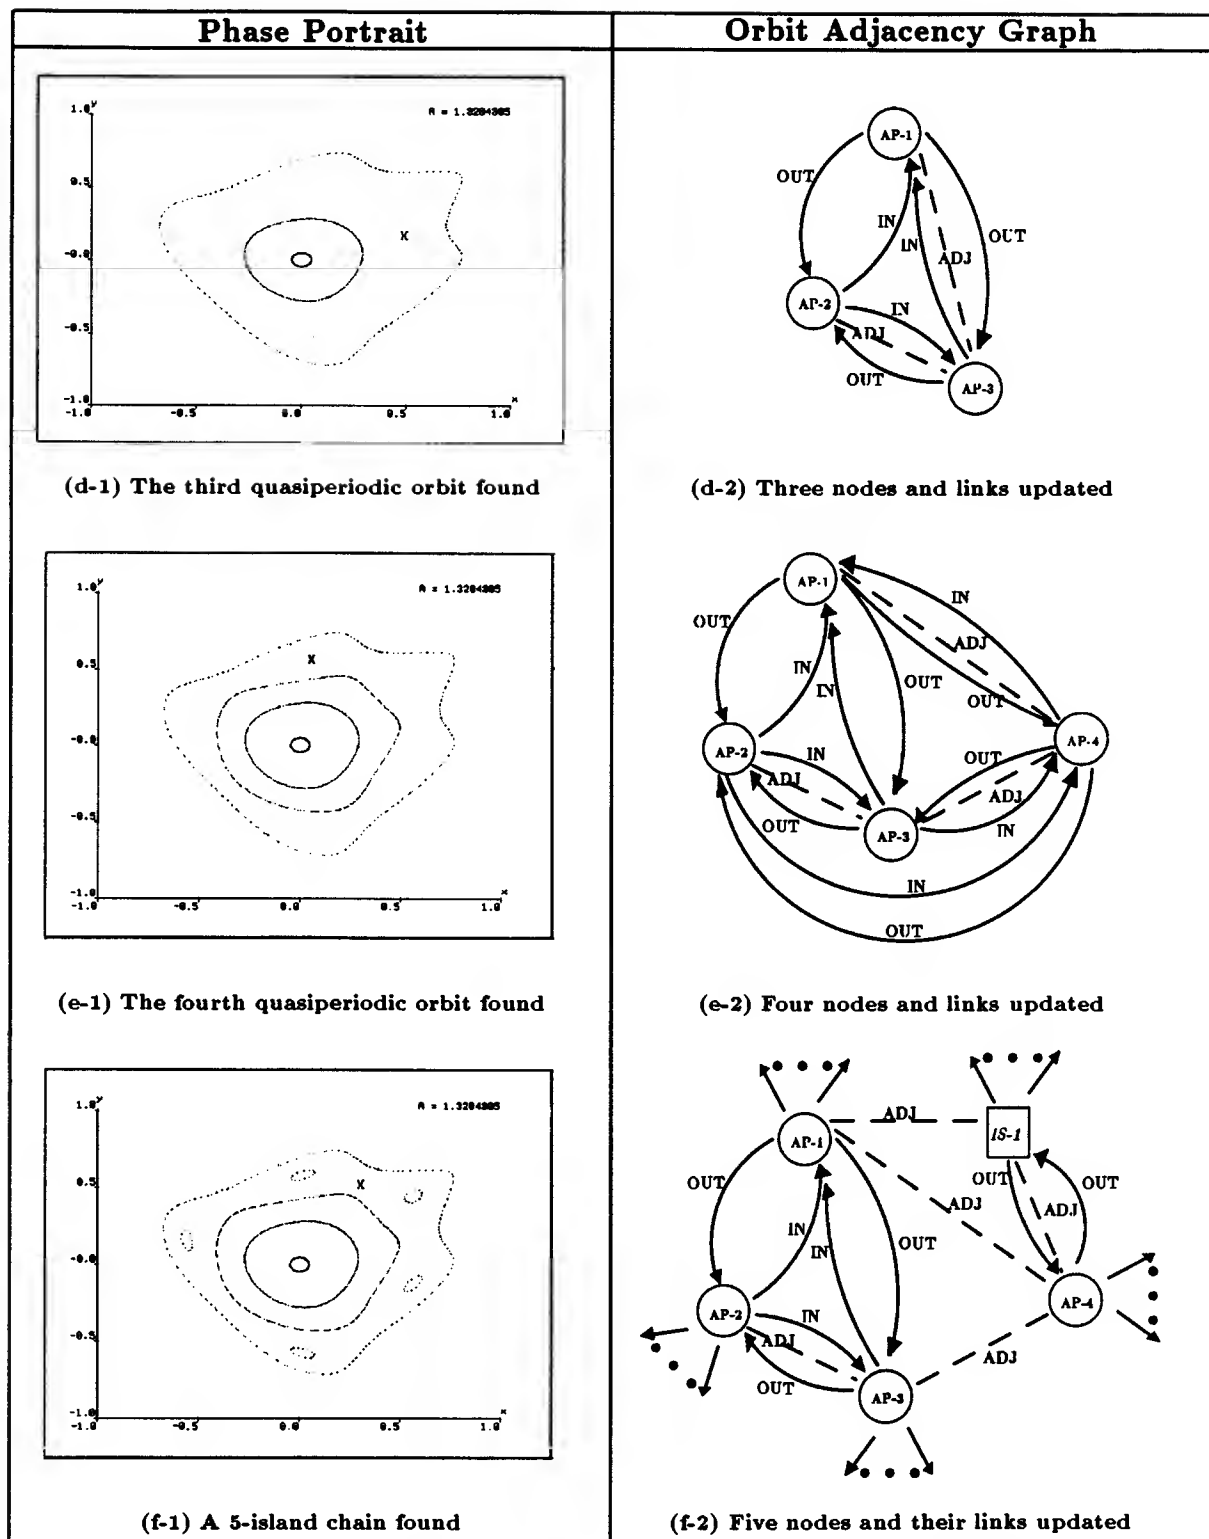 Phase Portrait
Orbit Adjacency Graph
1.0 y
A = 1.3284305
0.5
-0.0
-0.5
-1.0
-1.0 -0.5 0.0 0.5 1.0 x
X
(d-1) The third quasiperiodic orbit found
AP-1
OUT
IN
IN
OUT
ADJ
AP-2
IN
ADJ
OUT
AP-3
(d-2) Three nodes and links updated
1.0 y
A = 1.3284305
X
0.5
-0.0
-0.5
-1.0
-1.0 -0.5 0.0 0.5 1.0 x
(e-1) The fourth quasiperiodic orbit found
AP-1
IN
OUT
ADJ
IN
IN
OUT
OUT
AP-2
AP-4
IN
OUT
ADJ
ADJ
OUT
AP-3
IN
IN
OUT
(e-2) Four nodes and links updated
1.0 y
A = 1.3284305
X
0.5
-0.0
-0.5
-1.0
-1.0 -0.5 0.0 0.5 1.0 x
(f-1) A 5-island chain found
ADJ
AP-1
IS-1
OUT
OUT
OUT
ADJ
ADJ
IN
IN
OUT
AP-2
AP-4
IN
ADJ
ADJ
OUT
AP-3
(f-2) Five nodes and their links updated